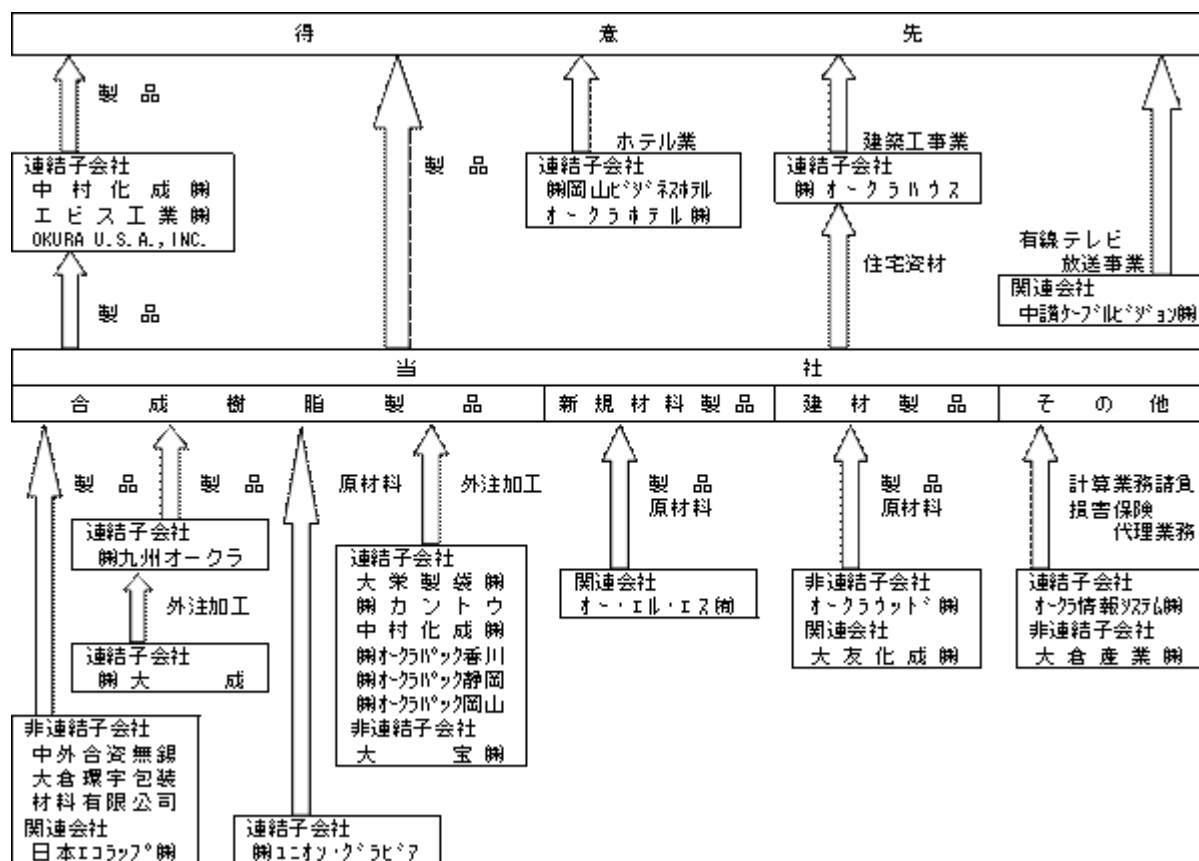 得意先
製品
製品
ホテル業
建築工事業
連結子会社
中村化成㈱
エビス工業㈱
OKURA U.S.A.,INC.
連結子会社
㈱岡山ビジネスホテル
オークラホテル㈱
連結子会社
㈱オークラハウス
有線テレビ
放送事業
住宅資材
関連会社
中讃ケーブルビジョン㈱
製品
当社
合成樹脂製品
新規材料製品
建材製品
その他
製品
製品
原材料
外注加工
製品
原材料
製品
原材料
計算業務請負
損害保険
代理業務
連結子会社
㈱九州オークラ
外注加工
連結子会社
㈱大成
連結子会社
大栄製袋㈱
㈱カントウ
中村化成㈱
㈱オークラパック香川
㈱オークラパック静岡
㈱オークラパック岡山
非連結子会社
大宝㈱
関連会社
オー・エル・エス㈲
非連結子会社
オークラウッド㈱
関連会社
大友化成㈱
連結子会社
オークラ情報システム㈱
非連結子会社
大倉産業㈱
非連結子会社
中外合資無錫
大倉環宇包装
材料有限公司
関連会社
日本エコラップ㈱
連結子会社
㈱ユニオン・グラビア